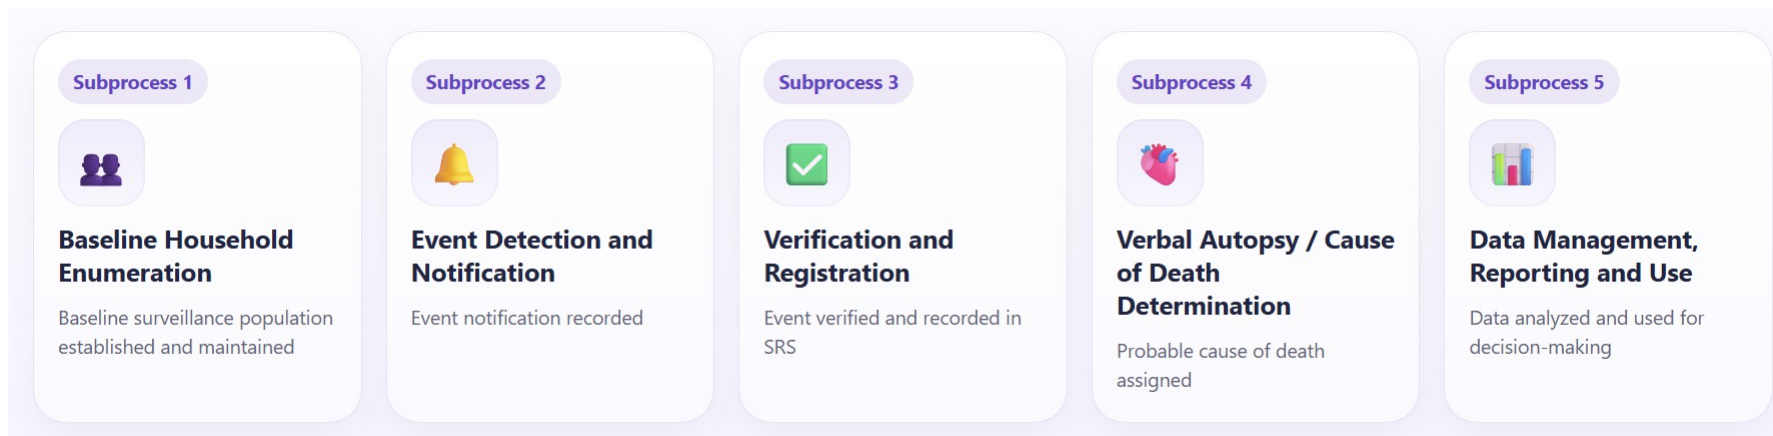 Subprocess 1
Baseline Household
Enumeration
Baseline surveillance population
established and maintained
Subprocess 2
Event Detection and
Notification
Event notification recorded
Subprocess 3
Verification and
Registration
Event verified and recorded in
SRS
Subprocess 4
Verbal Autopsy / Cause
of Death
Determination
Probable cause of death
assigned
Subprocess 5
Data Management,
Reporting and Use
Data analyzed and used for
decision-making